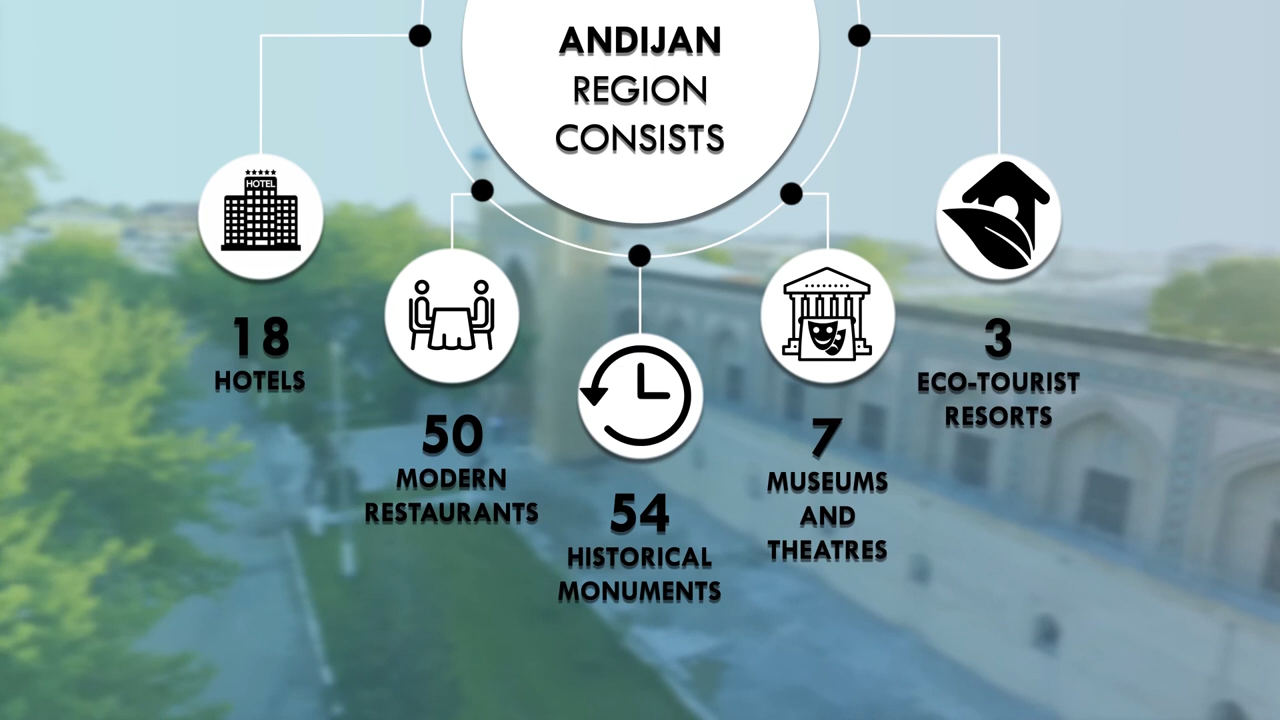 ANDIJAN
REGION
CONSISTS
HOTEL
18
HOTELS
50
MODERN
RESTAURANTS
54
HISTORICAL
MONUMENTS
7
MUSEUMS
AND
THEATRES
3
ECO-TOURIST
RESORTS